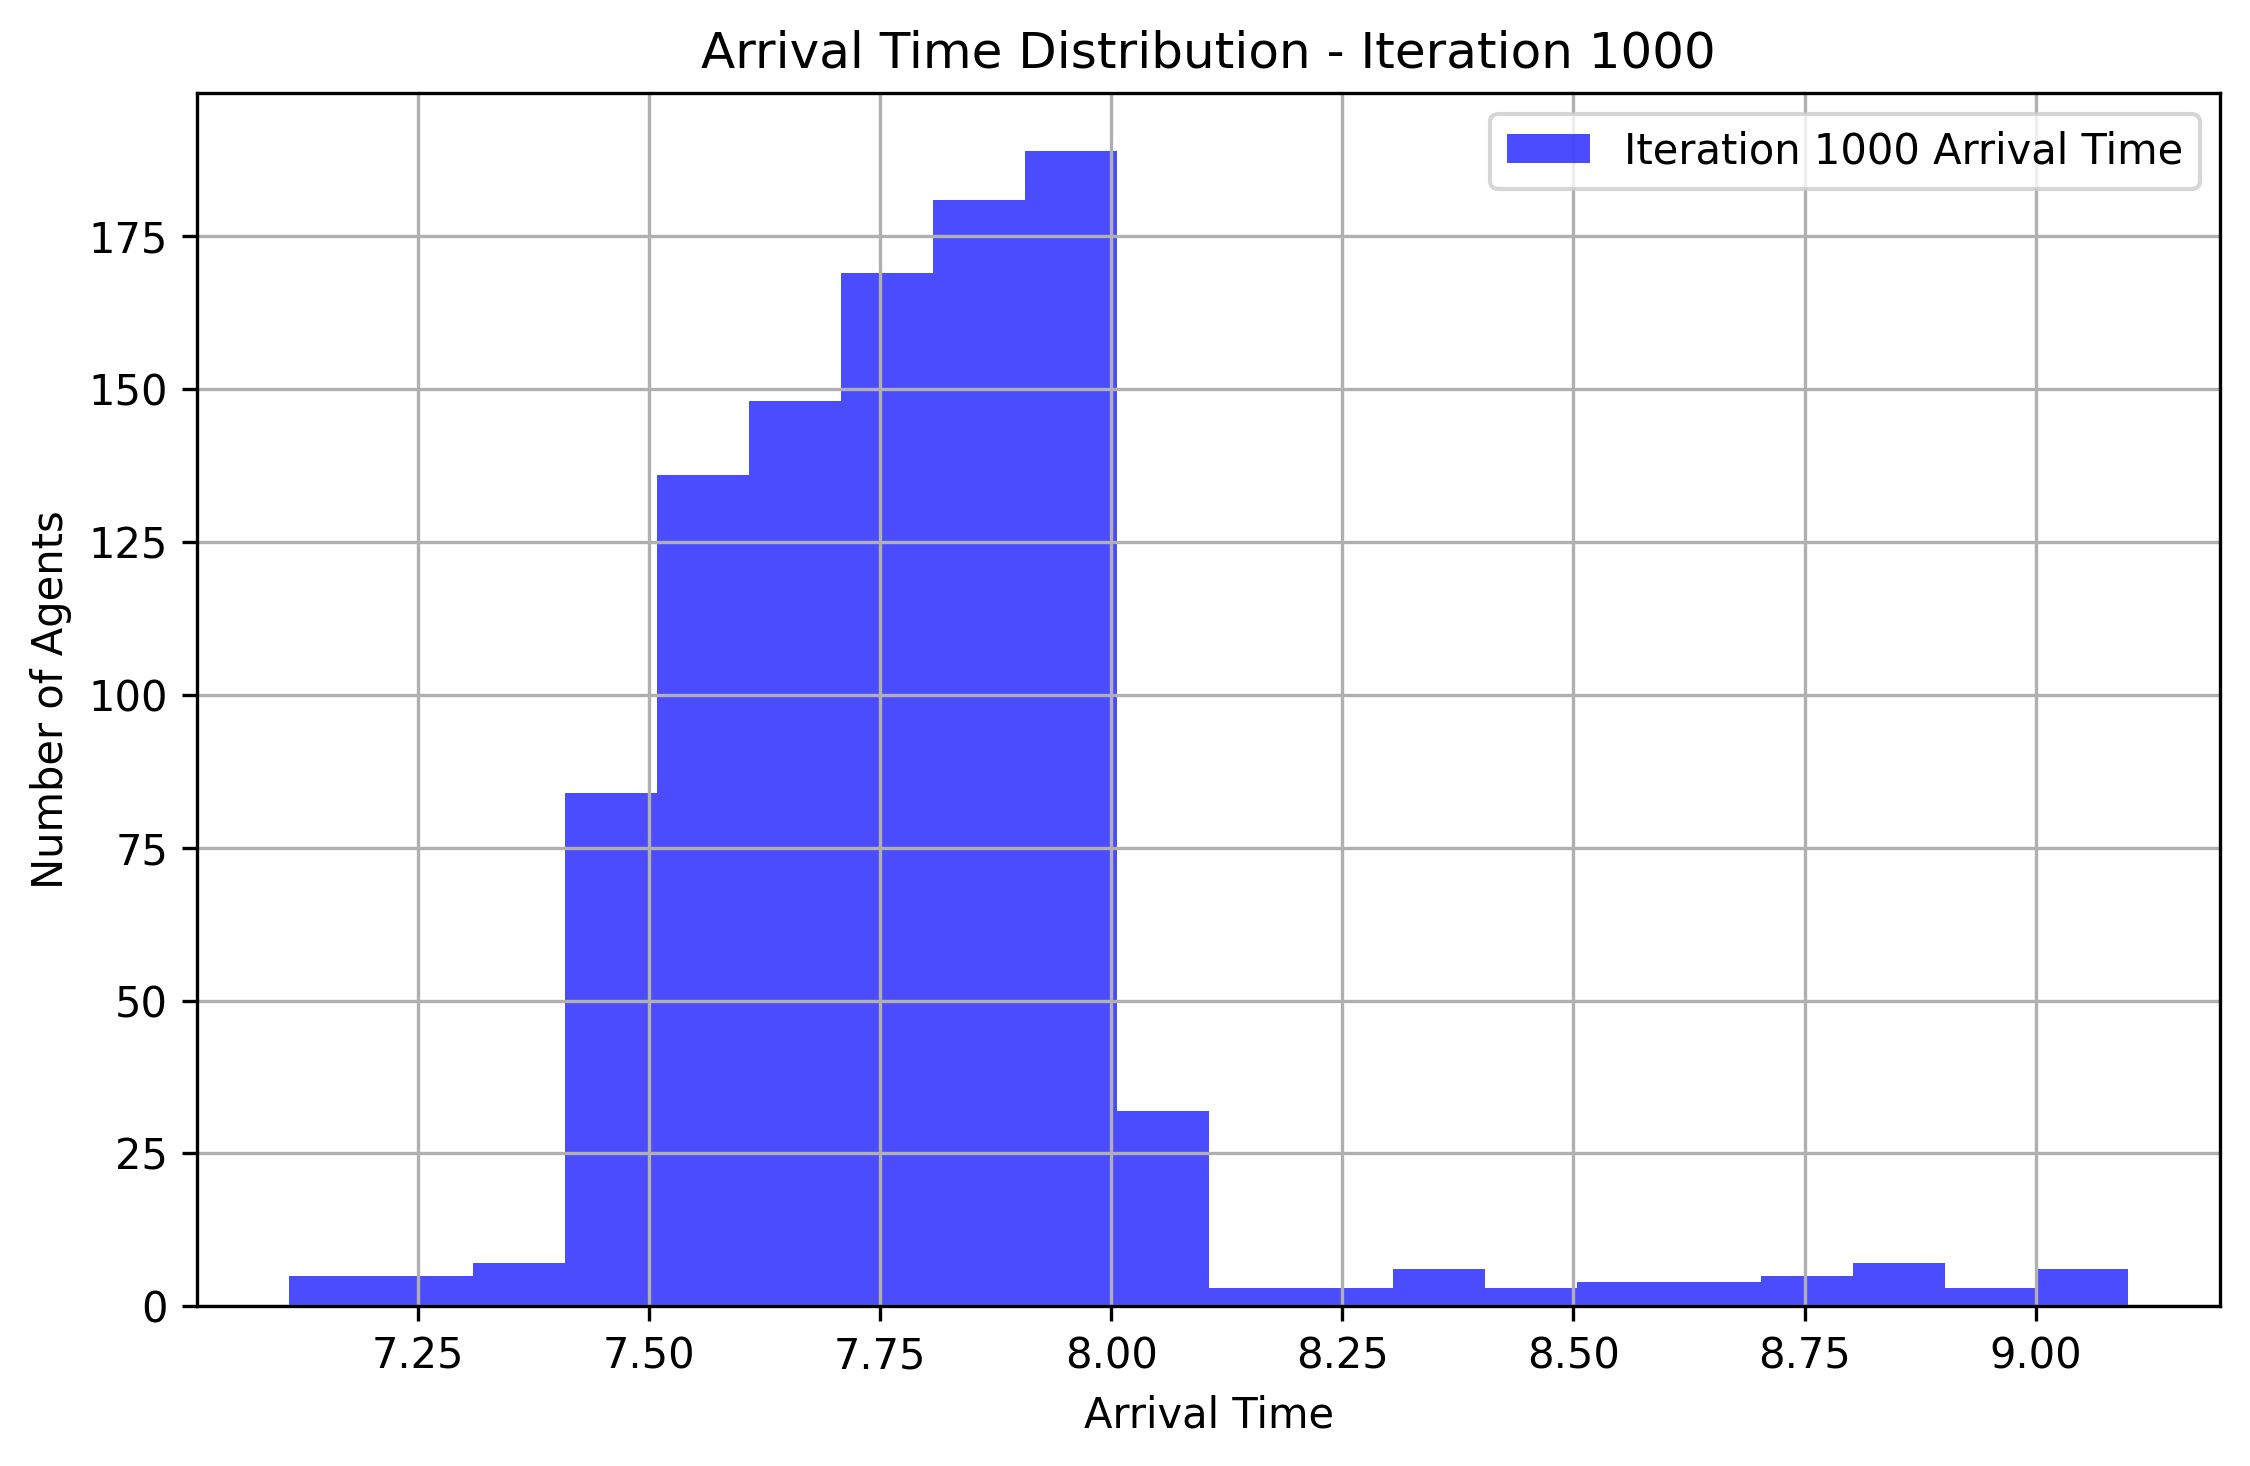 Arrival Time Distribution - Iteration 1000
Iteration 1000 Arrival Time
175
150
125
100
75
50
25
0
Number of Agents
7.25 7.50 7.75 8.00 8.25 8.50 8.75 9.00
Arrival Time